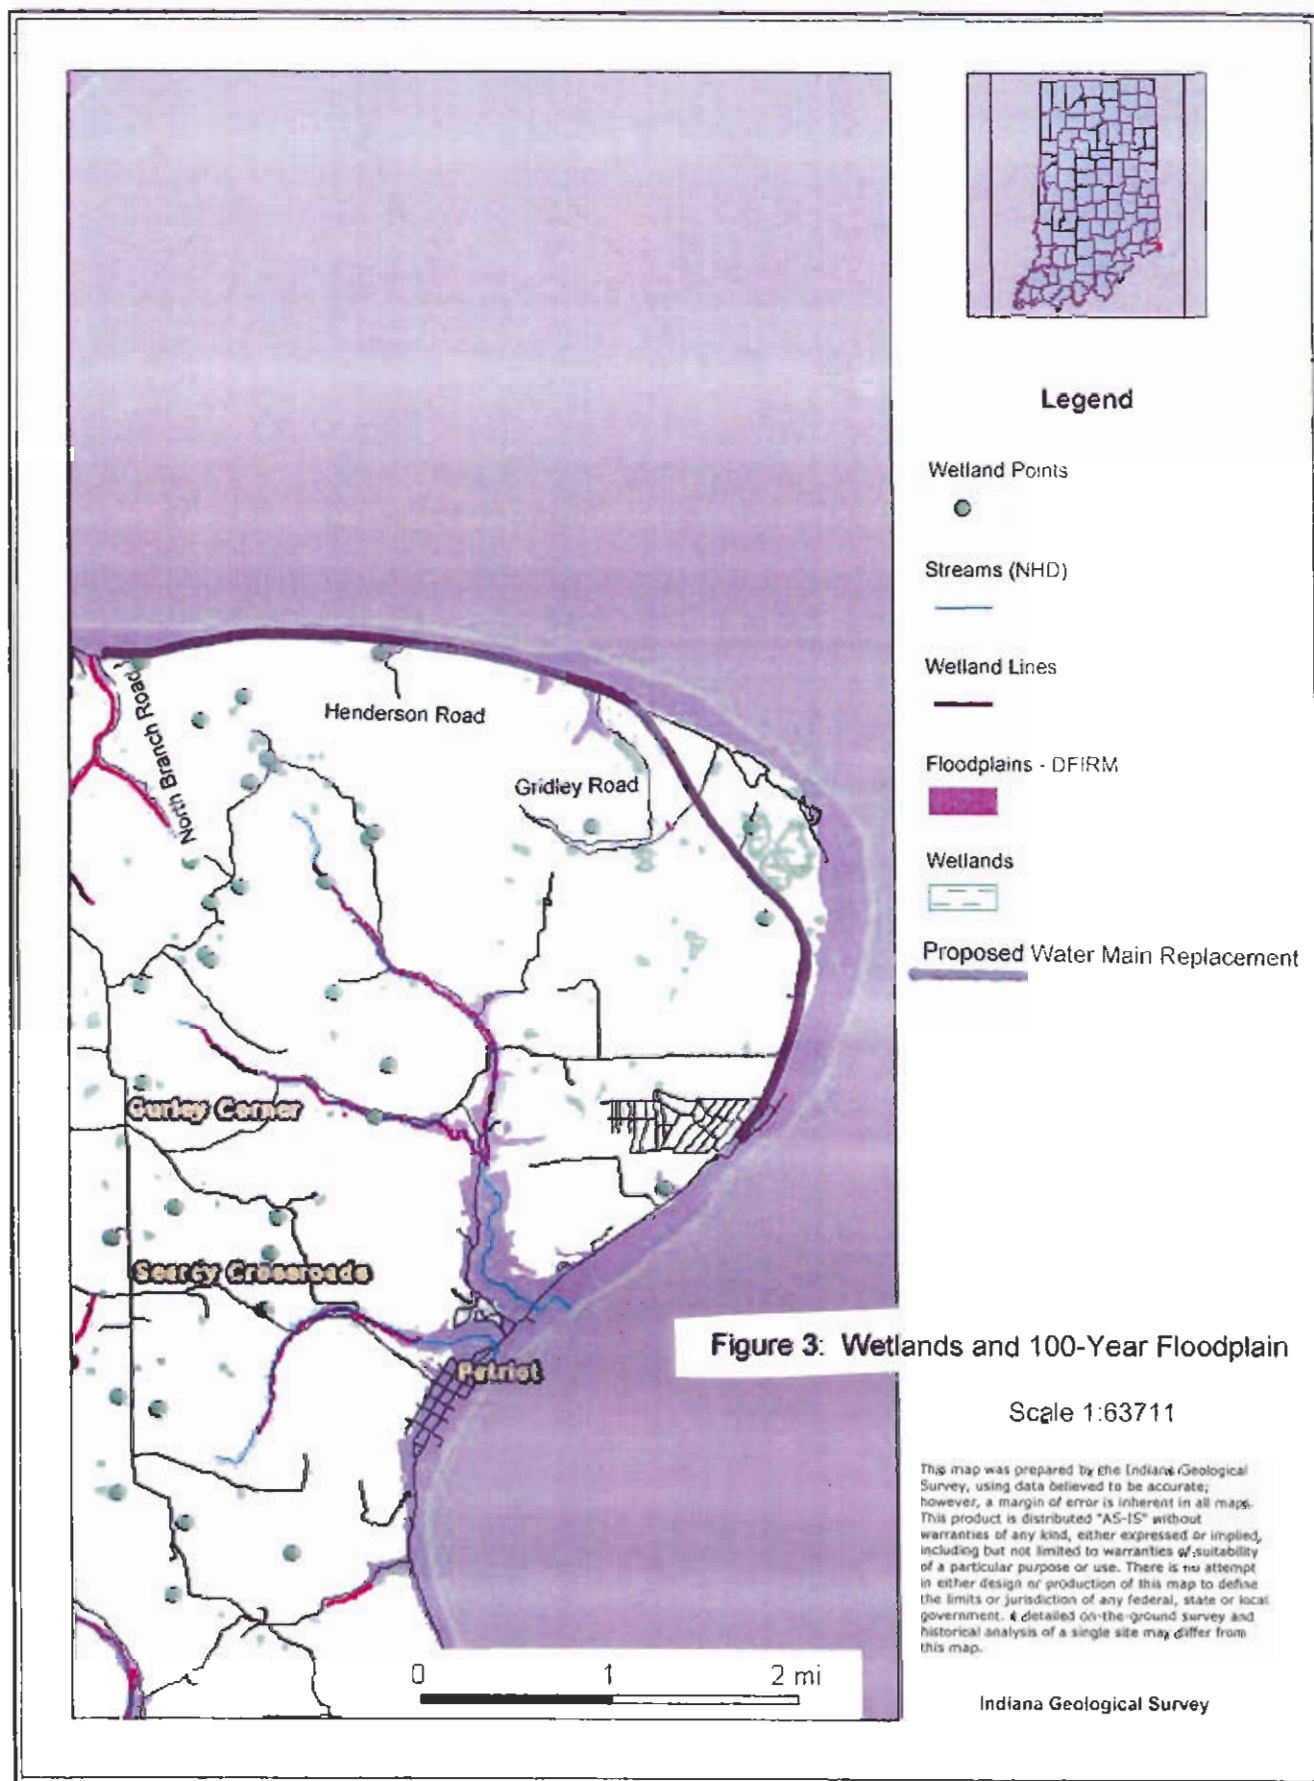 Legend
Wetland Points
Streams (NHD)
Wetland Lines
Floodplains - DFIRM
Wetlands
Proposed Water Main Replacement
North Branch Road
Henderson Road
Gridley Road
Gurley Corner
Searcy Crossroads
Patriot
Figure 3: Wetlands and 100-Year Floodplain
Scale 1:63711
This map was prepared by the Indiana Geological
Survey, using data believed to be accurate;
however, a margin of error is inherent in all maps.
This product is distributed "AS-IS" without
warranties of any kind, either expressed or implied,
including but not limited to warranties of suitability
of a particular purpose or use. There is no attempt
in either design or production of this map to define
the limits or jurisdiction of any federal, state or local
government. A detailed on-the-ground survey and
historical analysis of a single site may differ from
this map.
0 1 2 mi
Indiana Geological Survey